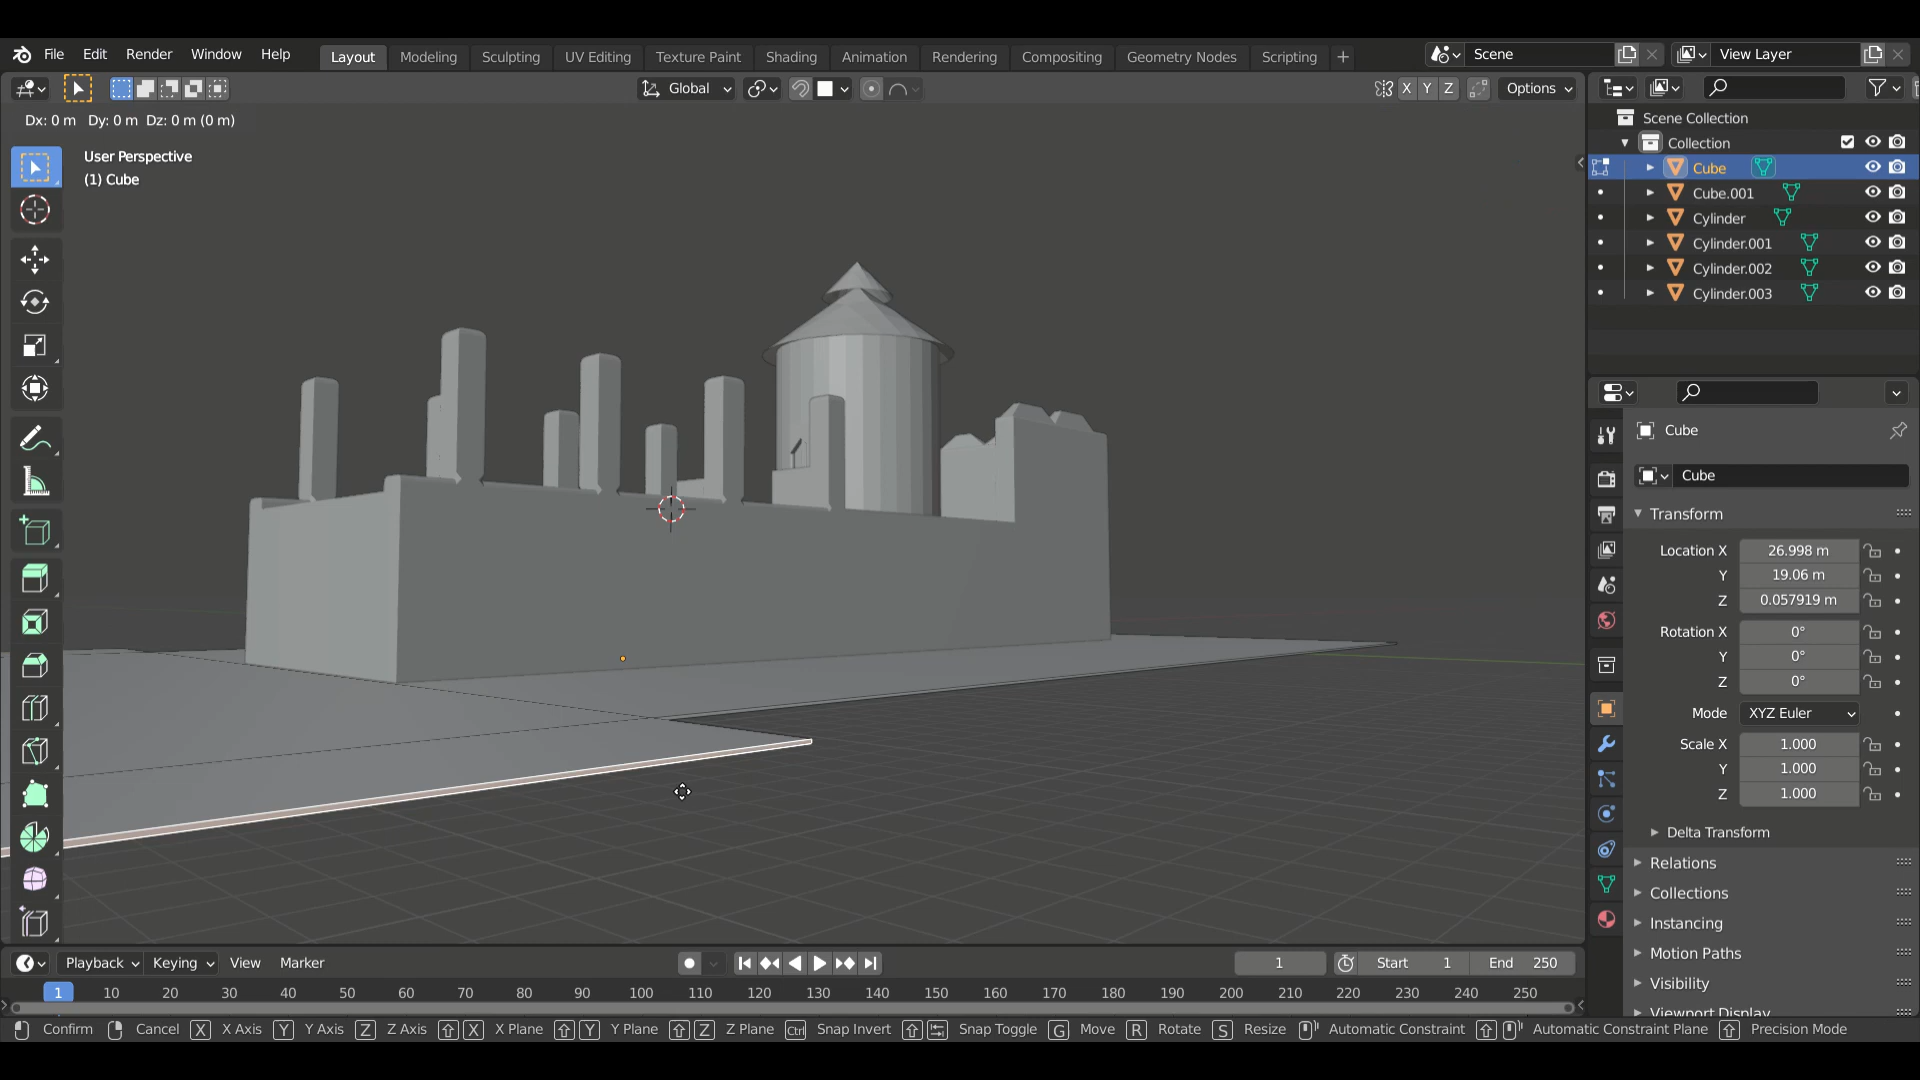 File Edit Render Window Help Layout Modeling Sculpting UV Editing Texture Paint Shading Animation Rendering Compositing Geometry Nodes Scripting + Scene View Layer
Global X Y Z Options
Dx: 0 m Dy: 0 m Dz: 0 m (0 m)
User Perspective
(1) Cube
Scene Collection
Collection
Cube
Cube.001
Cylinder
Cylinder.001
Cylinder.002
Cylinder.003
Cube
Cube
Transform
Location X 26.998 m
Y 19.06 m
Z 0.057919 m
Rotation X 0°
Y 0°
Z 0°
Mode XYZ Euler
Scale X 1.000
Y 1.000
Z 1.000
Delta Transform
Relations
Collections
Instancing
Motion Paths
Visibility
Viewport Display
Playback Keying View Marker 1 Start 1 End 250
1 10 20 30 40 50 60 70 80 90 100 110 120 130 140 150 160 170 180 190 200 210 220 230 240 250
Confirm Cancel X X Axis Y Y Axis Z Z Axis X X Plane Y Y Plane Z Z Plane Ctrl Snap Invert Snap Toggle G Move R Rotate S Resize Automatic Constraint Automatic Constraint Plane Precision Mode